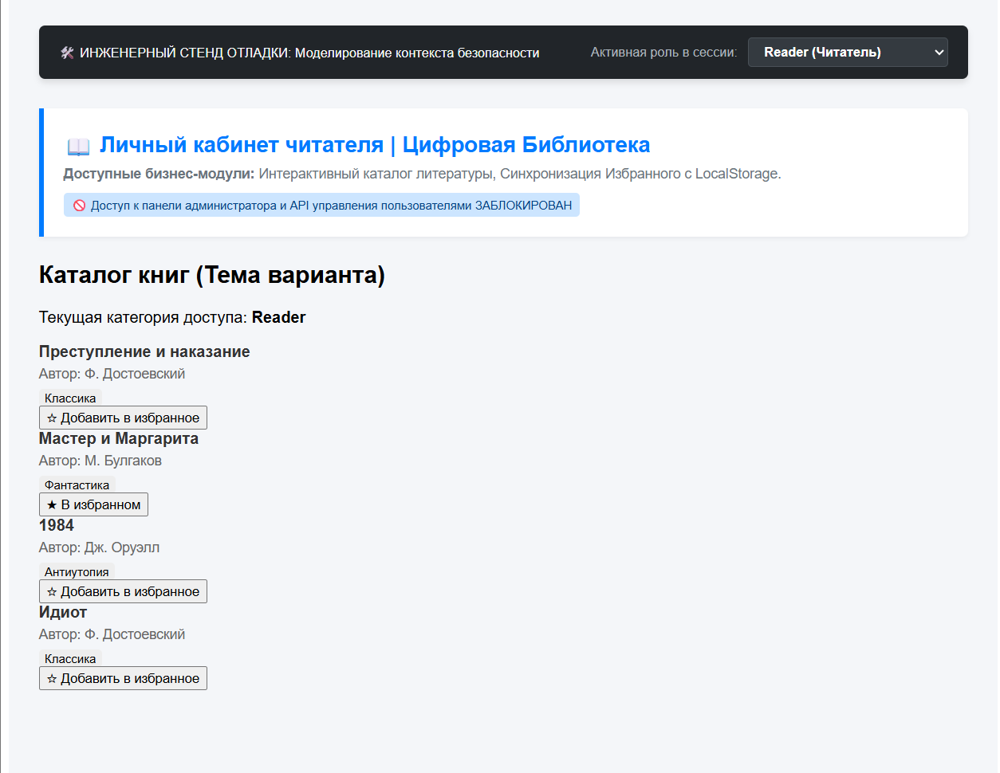 🛠️ ИНЖЕНЕРНЫЙ СТЕНД ОТЛАДКИ: Моделирование контекста безопасности
Активная роль в сессии: Reader (Читатель)
📖 Личный кабинет читателя | Цифровая Библиотека
Доступные бизнес-модули: Интерактивный каталог литературы, Синхронизация Избранного с LocalStorage.
🚫 Доступ к панели администратора и API управления пользователями ЗАБЛОКИРОВАН
Каталог книг (Тема варианта)
Текущая категория доступа: Reader
Преступление и наказание
Автор: Ф. Достоевский
Классика
☆ Добавить в избранное
Мастер и Маргарита
Автор: М. Булгаков
Фантастика
★ В избранном
1984
Автор: Дж. Оруэлл
Антиутопия
☆ Добавить в избранное
Идиот
Автор: Ф. Достоевский
Классика
☆ Добавить в избранное